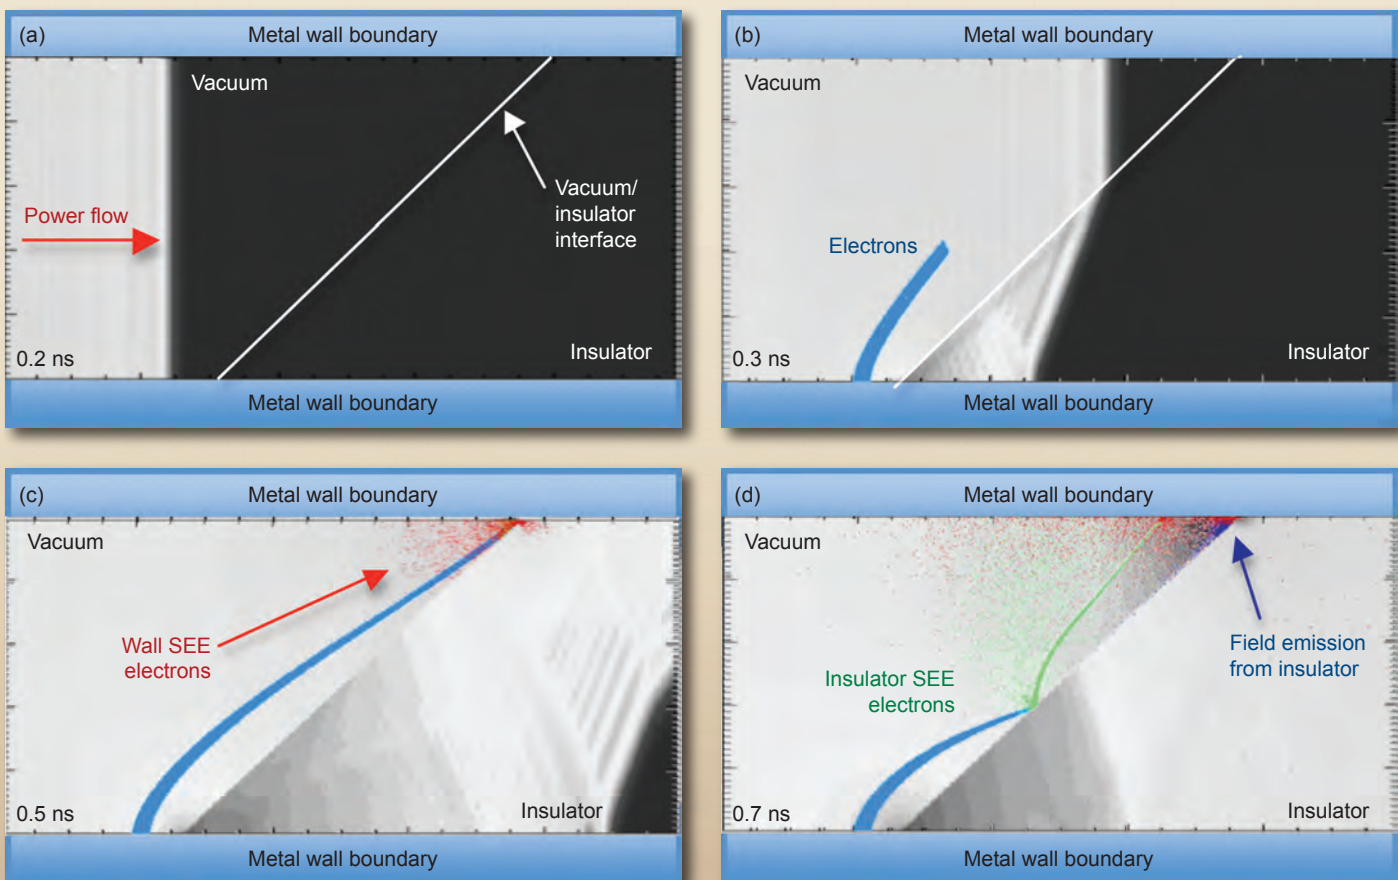 (a)
Metal wall boundary
Vacuum
Power flow
Vacuum/
insulator
interface
0.2 ns
Insulator
Metal wall boundary
(b)
Metal wall boundary
Vacuum
Electrons
0.3 ns
Insulator
Metal wall boundary
(c)
Metal wall boundary
Vacuum
Wall SEE
electrons
0.5 ns
Insulator
Metal wall boundary
(d)
Metal wall boundary
Vacuum
Insulator SEE
electrons
Field emission
from insulator
0.7 ns
Insulator
Metal wall boundary